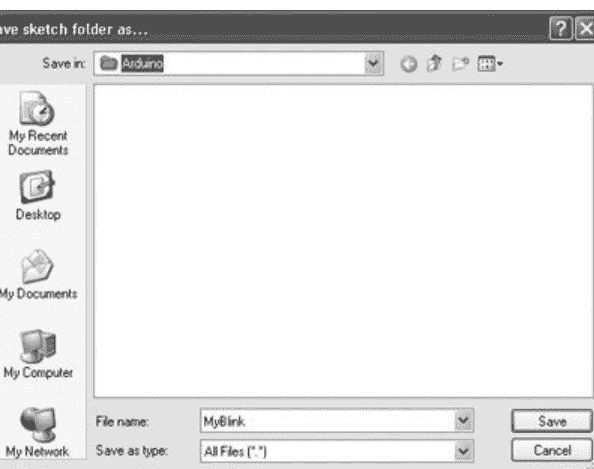 ave sketch folder as...
Save in:
Arduino
My Recent
Documents
Desktop
My Documents
My Computer
My Network
File name:
MyBlink
Save
Save as type:
All Files (*.*)
Cancel